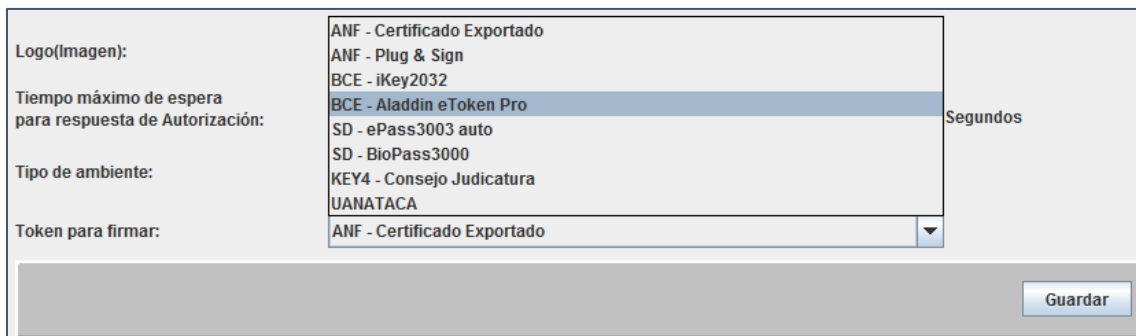 ANF - Certificado Exportado
Logo(Imagen):
ANF - Plug & Sign
BCE - iKey2032
Tiempo máximo de espera
para respuesta de Autorización:
BCE - Aladdin eToken Pro
Segundos
SD - ePass3003 auto
SD - BioPass3000
Tipo de ambiente:
KEY4 - Consejo Judicatura
UANATACA
Token para firmar:
ANF - Certificado Exportado
Guardar